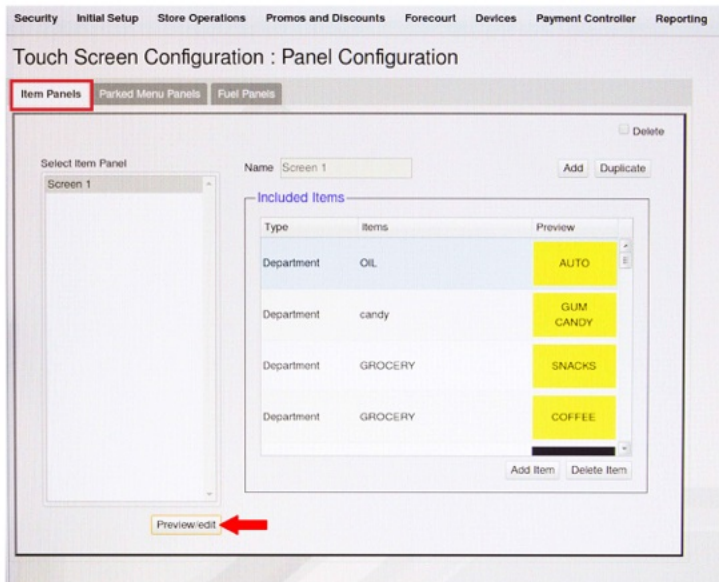 Security Initial Setup Store Operations Promos and Discounts Forecourt Devices Payment Controller Reporting
Touch Screen Configuration : Panel Configuration
Item Panels Parked Menu Panels Fuel Panels
Delete
Select Item Panel
Screen 1
Name Screen 1
Add Duplicate
Included Items
Type Items Preview
Department OIL AUTO
Department candy GUM
CANDY
Department GROCERY SNACKS
Department GROCERY COFFEE
Add Item Delete Item
Preview/edit